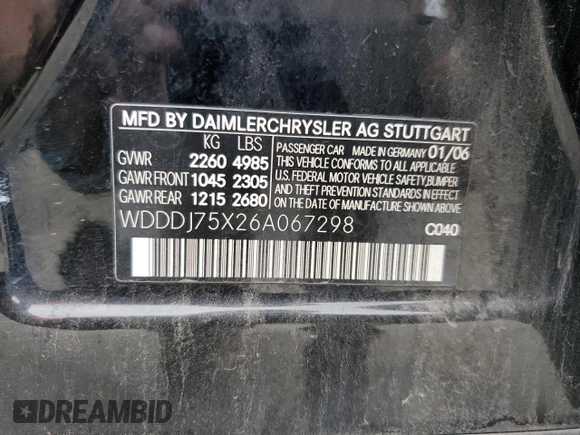 MFD BY DAIMLERCHRYSLER AG STUTTGART
KG LBS
GVWR 2260 4985
GAWR FRONT 1045 2305
GAWR REAR 1215 2680
PASSENGER CAR MADE IN GERMANY 01/06
THIS VEHICLE CONFORMS TO ALL APPLICABLE
U.S. FEDERAL MOTOR VEHICLE SAFETY, BUMPER
AND THEFT PREVENTION STANDARDS IN EFFECT
ON THE DATE OF MANUFACTURE SHOWN ABOVE
WDDDJ75X26A067298 C040
DREAMBID